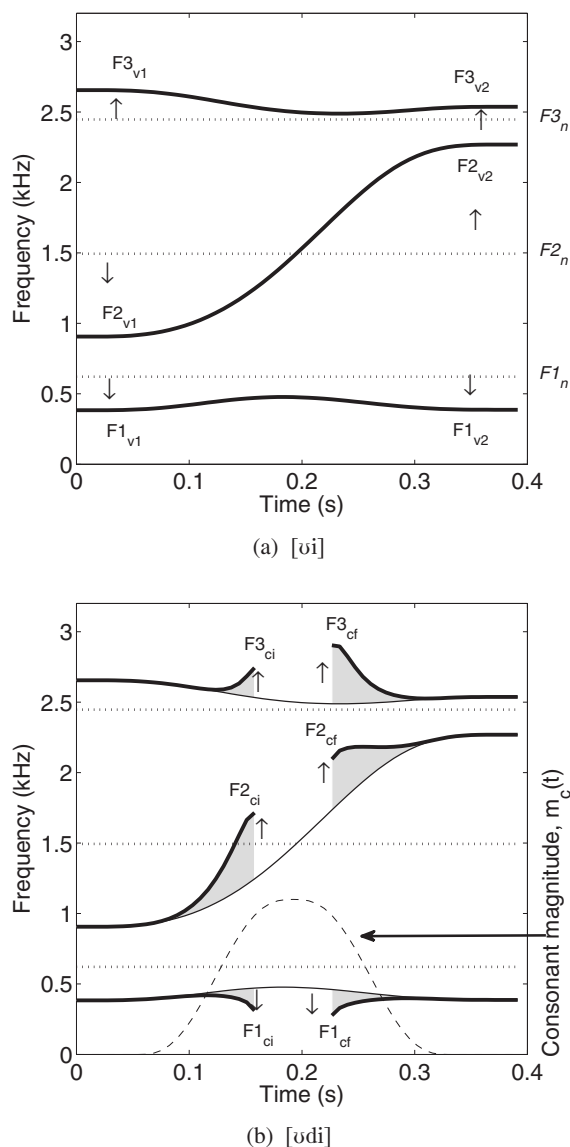 3
2.5
2
1.5
1
0.5
0
F3v1
F3v2
F3n
F2v2
F2n
F2v1
F1n
F1v1
F1v2
0 0.1 0.2 0.3 0.4
Frequency (kHz)
Time (s)
(a) [ʊi]
3
2.5
2
1.5
1
0.5
0
F3ci
F3cf
F2cf
F2ci
F1ci
F1cf
0 0.1 0.2 0.3 0.4
Frequency (kHz)
Consonant magnitude, mc(t)
Time (s)
(b) [ʊdi]